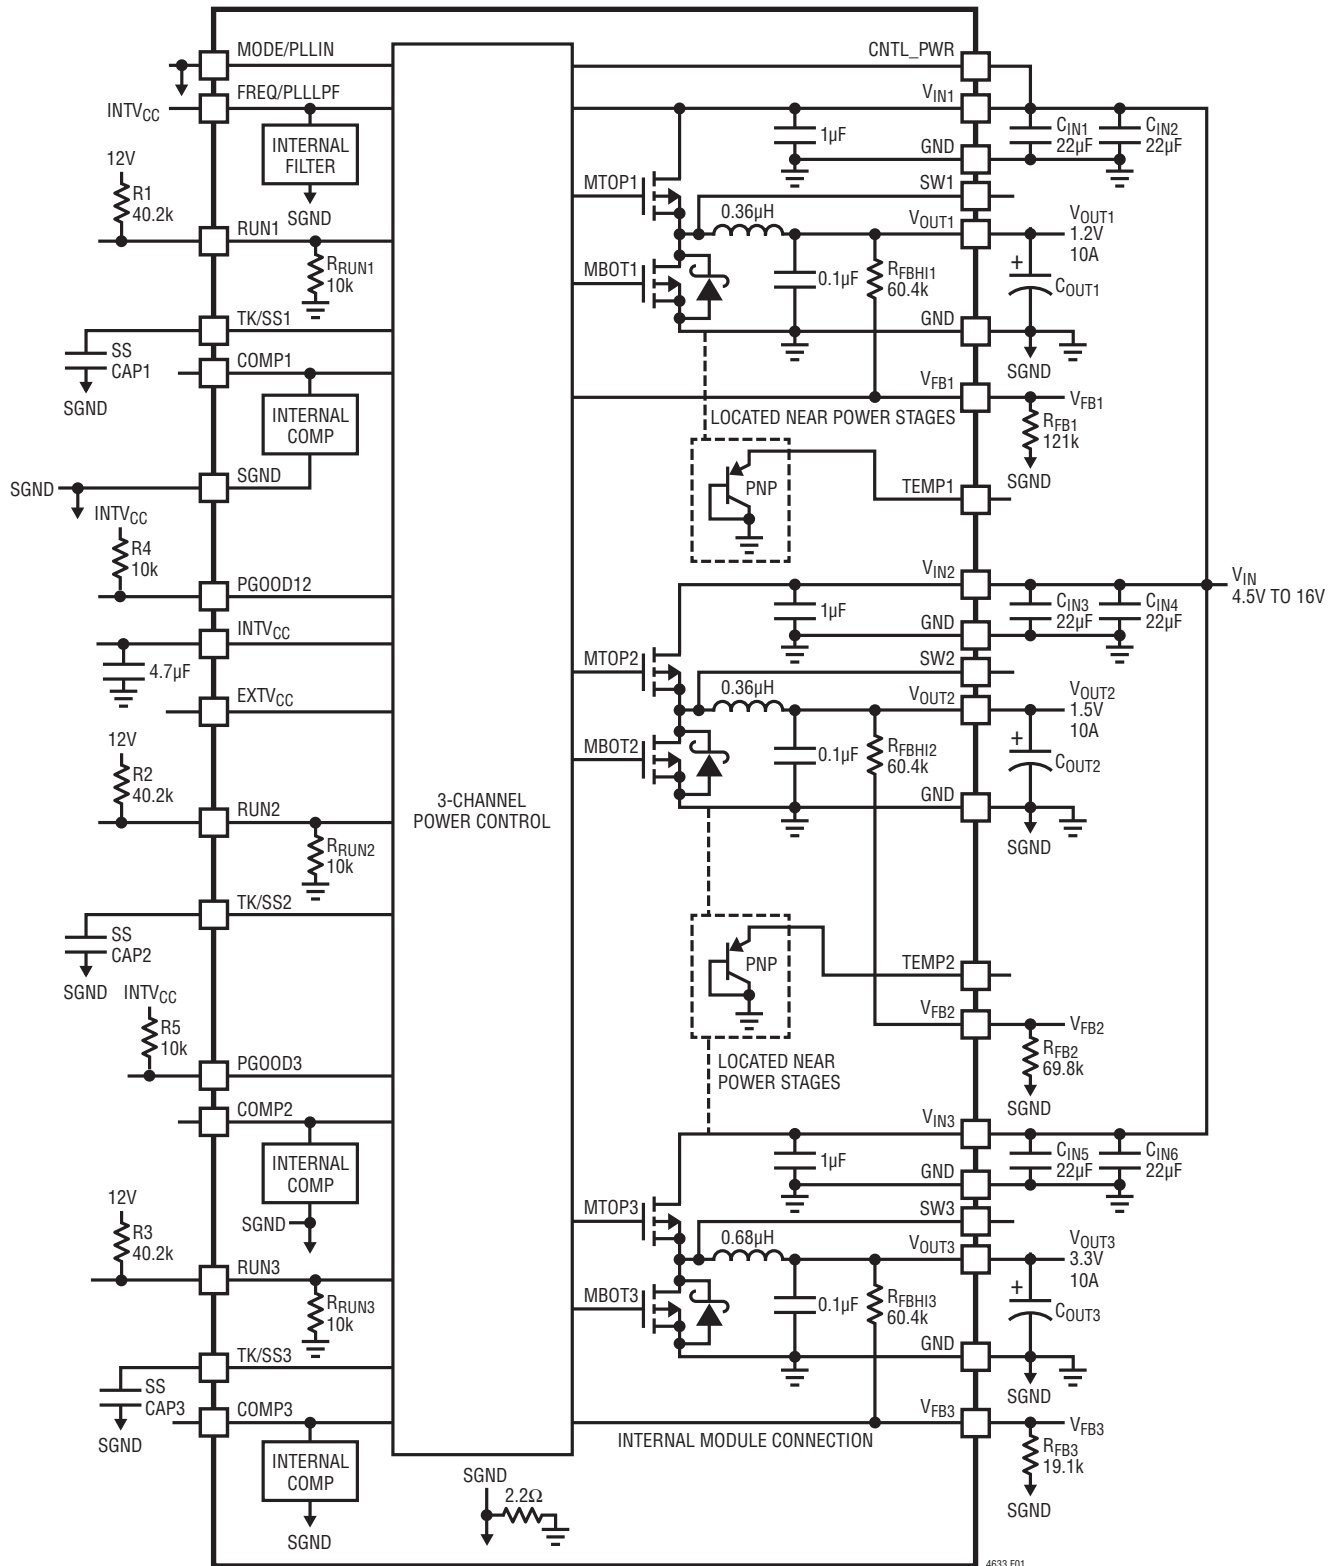 MODE/PLLIN
FREQ/PLLLPF
INTVCC
INTERNAL
FILTER
SGND
12V
R1
40.2k
RUN1
RRUN1
10k
TK/SS1
SS
CAP1
SGND
COMP1
INTERNAL
COMP
SGND
SGND
INTVCC
R4
10k
PGOOD12
INTVCC
4.7µF
EXTVCC
12V
R2
40.2k
RUN2
RRUN2
10k
TK/SS2
SS
CAP2
SGND
INTVCC
R5
10k
PGOOD3
COMP2
INTERNAL
COMP
SGND
12V
R3
40.2k
RUN3
RRUN3
10k
TK/SS3
SS
CAP3
SGND
COMP3
INTERNAL
COMP
SGND
3-CHANNEL
POWER CONTROL
SGND
2.2Ω
CNTL_PWR
VIN1
1µF
GND
CIN1
22µF
CIN2
22µF
MTOP1
SW1
0.36µH
VOUT1
VOUT1
1.2V
10A
MBOT1
0.1µF
RFBHI1
60.4k
COUT1
GND
SGND
VFB1
VFB1
LOCATED NEAR POWER STAGES
RFB1
121k
SGND
PNP
TEMP1
VIN2
VIN
4.5V TO 16V
1µF
GND
CIN3
22µF
CIN4
22µF
MTOP2
SW2
0.36µH
VOUT2
VOUT2
1.5V
10A
MBOT2
0.1µF
RFBHI2
60.4k
COUT2
GND
SGND
PNP
TEMP2
VFB2
VFB2
RFB2
69.8k
SGND
LOCATED NEAR
POWER STAGES
VIN3
1µF
GND
CIN5
22µF
CIN6
22µF
MTOP3
SW3
0.68µH
VOUT3
VOUT3
3.3V
10A
MBOT3
0.1µF
RFBHI3
60.4k
COUT3
GND
SGND
VFB3
VFB3
INTERNAL MODULE CONNECTION
RFB3
19.1k
SGND
4633 F01